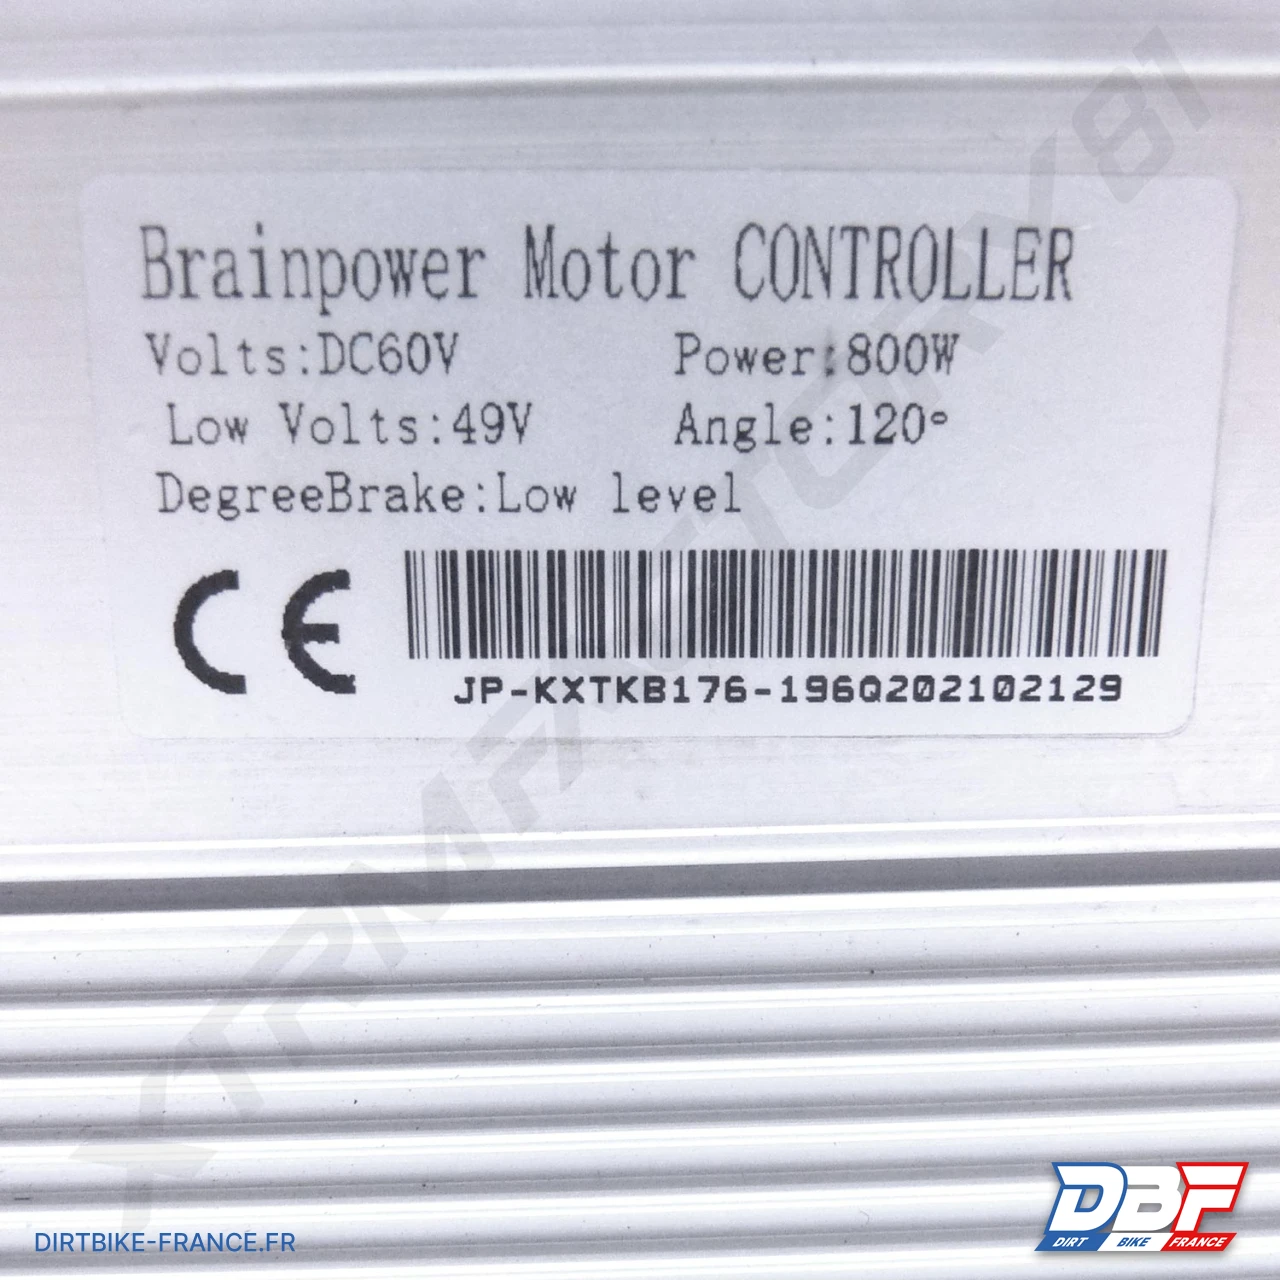 Brainpower Motor CONTROLLER
Volts:DC60V Power:800W
Low Volts:49V Angle:120°
DegreeBrake:Low level
CE
JP-KXTKB176-196Q202102129
XTRMFACTORY81
DIRTBIKE-FRANCE.FR
DBF
DIRT BIKE FRANCE